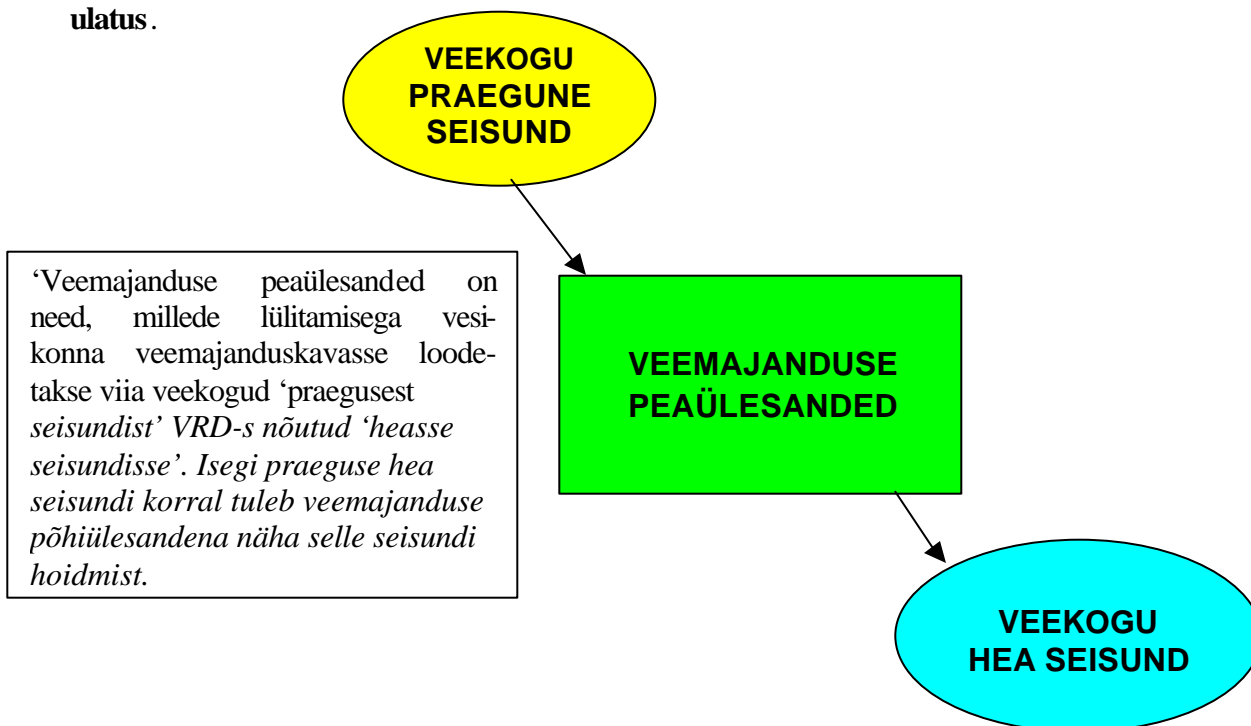 ulatus.
VEEKOGU
PRAEGUNE
SEISUND
‘Veemajanduse peaülesanded on
need, millede lülitamisega vesi-
konna veemajanduskavasse loode-
takse viia veekogud ‘praegusest
seisundist’ VRD-s nõutud ‘heasse
seisundisse’. Isegi praeguse hea
seisundi korral tuleb veemajanduse
põhiülesandena näha selle seisundi
hoidmist.
VEEMAJANDUSE
PEAÜLESANDED
VEEKOGU
HEA SEISUND